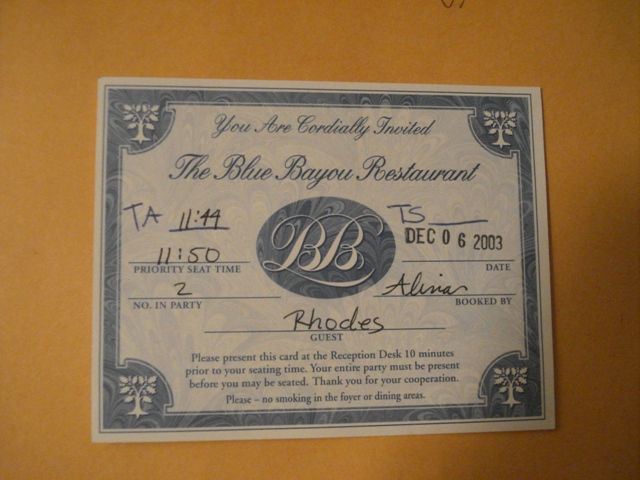 You Are Cordially Invited
The Blue Bayou Restaurant
TA 11:44 TS
DEC 06 2003
11:50
PRIORITY SEAT TIME DATE
BB
2 Alina
NO. IN PARTY BOOKED BY
Rhodes
GUEST
Please present this card at the Reception Desk 10 minutes
prior to your seating time. Your entire party must be present
before you may be seated. Thank you for your cooperation.
Please – no smoking in the foyer or dining areas.